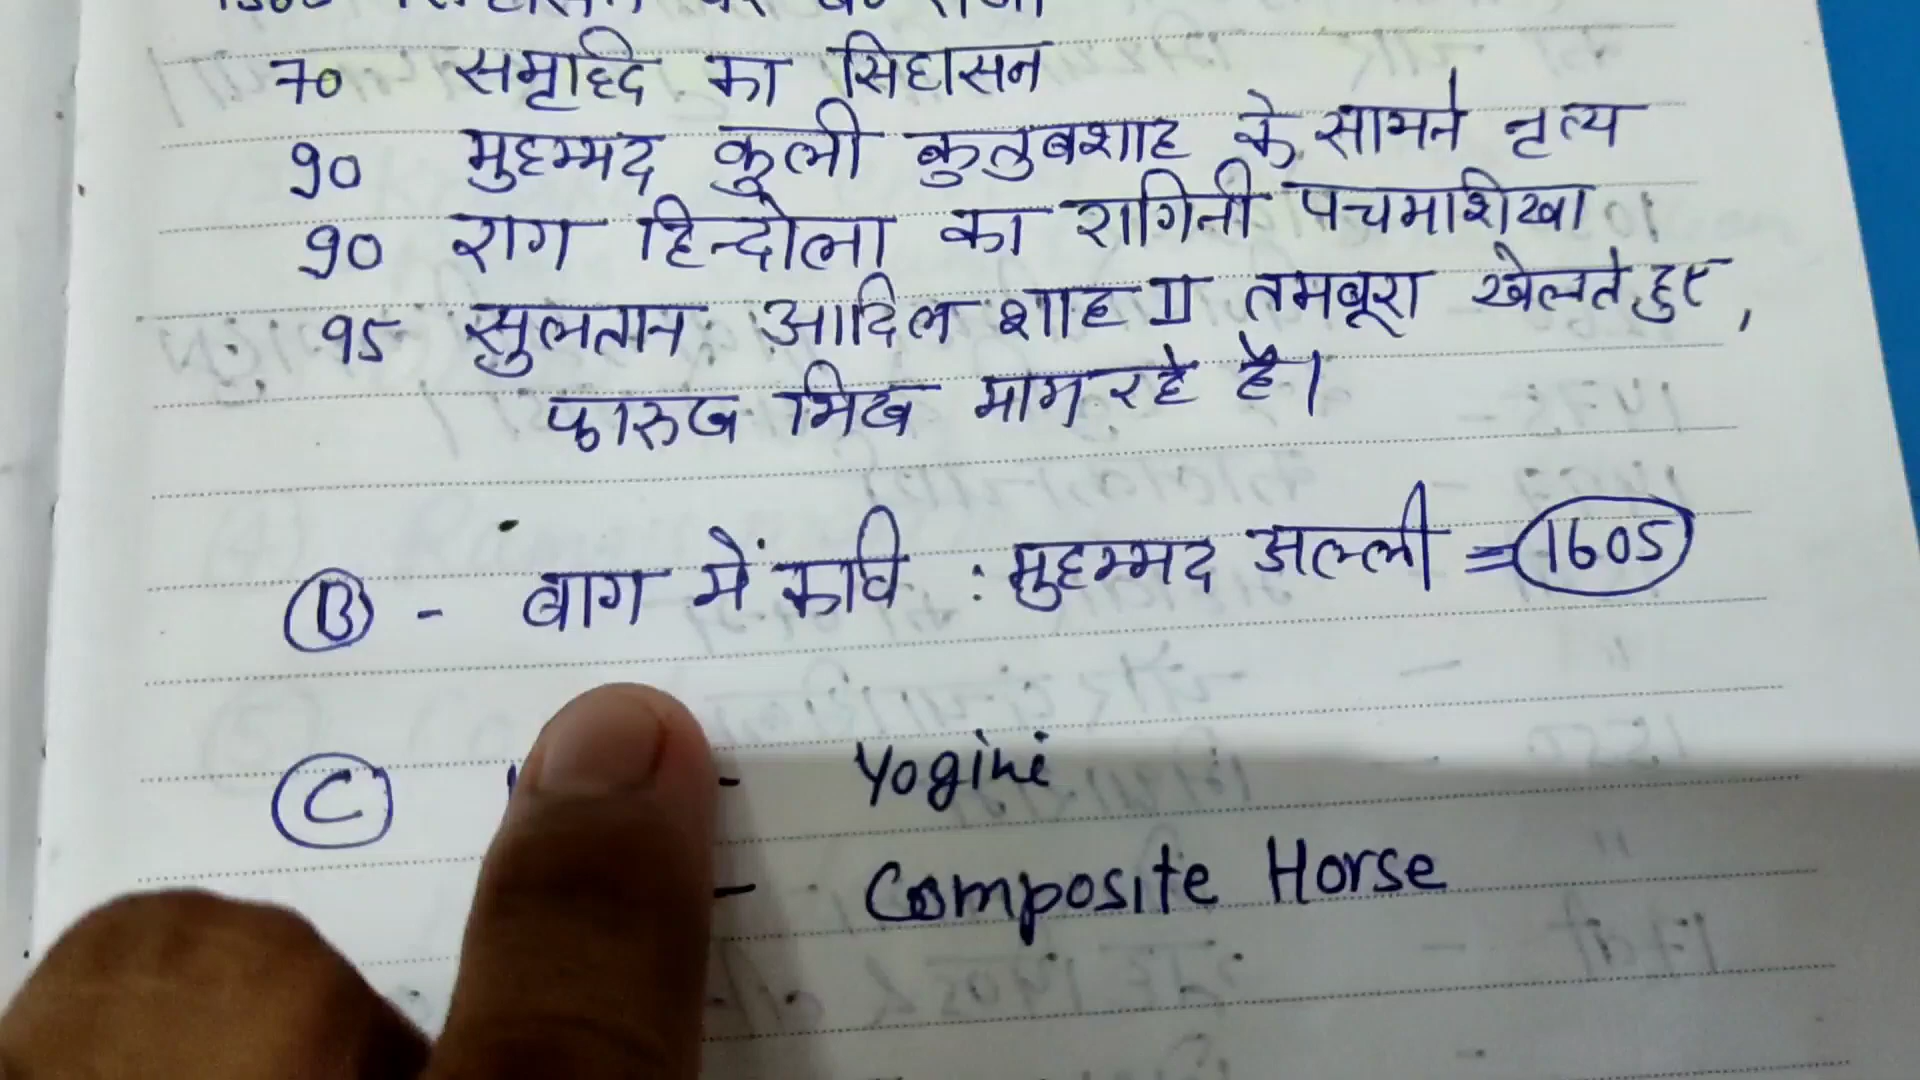 70 समृध्दि का सिंहासन
90 मुहम्मद कुली कुतुबशाह के सामने नृत्य
90 राग हिन्दोला का रागिनी पचमाशिखा
95 सुलतान आदिल शाह II तमबूरा खेलते हुए,
फारुख भिख मांग रहे है।
(B) - बाग में कवि : मुहम्मद अल्ली = 1605
(C) - Yogini
- Composite Horse